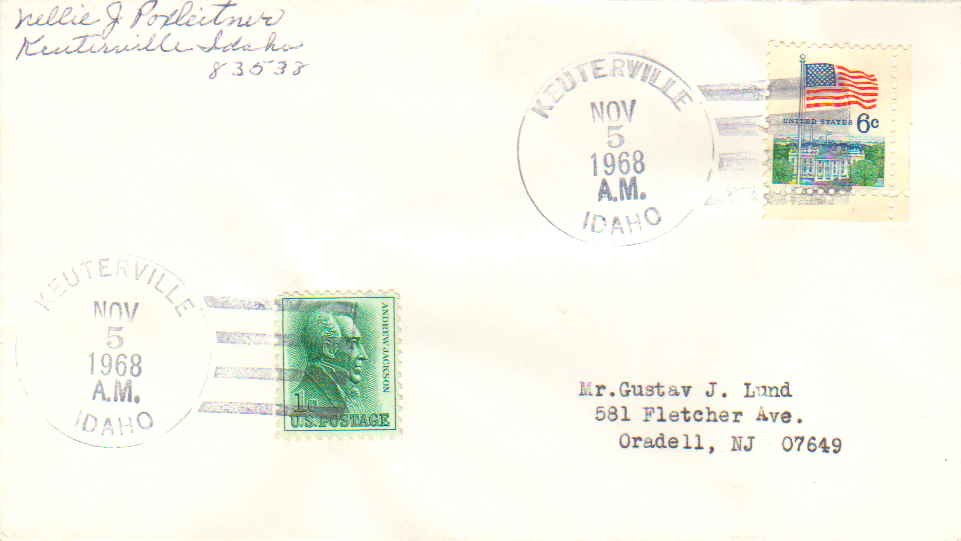 Nellie J Poxleitner
Keuterville Idaho
83538
KEUTERVILLE
NOV
5
1968
A.M.
IDAHO
UNITED STATES 6c
KEUTERVILLE
NOV
5
1968
A.M.
IDAHO
ANDREW JACKSON
1c
U.S. POSTAGE
Mr.Gustav J. Lund
581 Fletcher Ave.
Oradell, NJ 07649